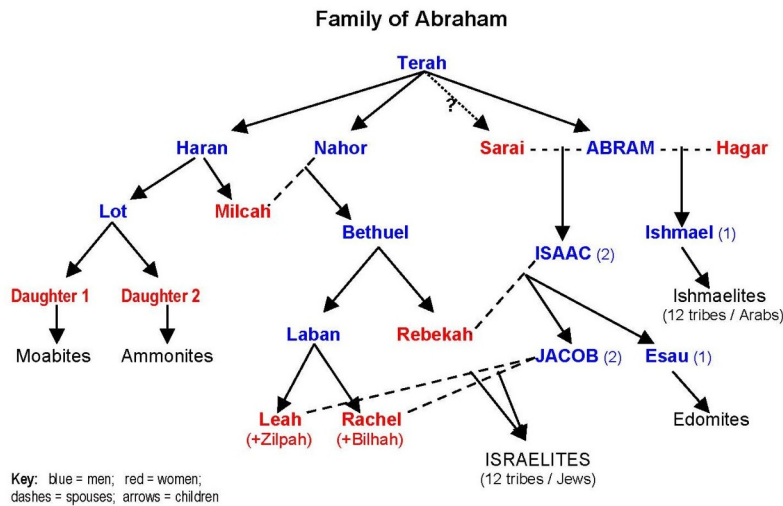 Family of Abraham
Terah
?
Haran Nahor Sarai ABRAM Hagar
Lot Milcah
Bethuel ISAAC (2) Ishmael (1)
Daughter 1 Daughter 2 Ishmaelites
(12 tribes / Arabs)
Laban Rebekah
Moabites Ammonites JACOB (2) Esau (1)
Leah Rachel Edomites
(+Zilpah) (+Bilhah)
ISRAELITES
(12 tribes / Jews)
Key: blue = men; red = women;
dashes = spouses; arrows = children